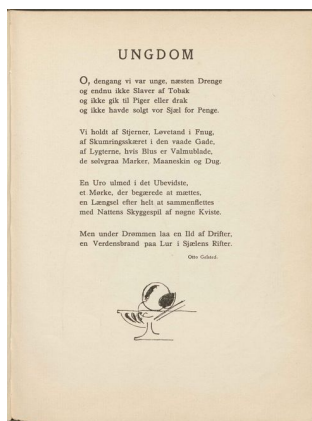 UNGDOM
O, dengang vi var unge, næsten Drenge
og endnu ikke Slaver af Tobak
og ikke gik til Piger eller drak
og ikke havde solgt vor Sjæl for Penge.
Vi holdt af Stjerner, Løvetand i Fnug,
af Skumringsskæret i den vaade Gade,
af Lygterne, hvis Blus er Valmublade,
de sølvgraa Marker, Maaneskin og Dug.
En Uro ulmed i det Ubevidste,
et Mørke, der begærede at mættes,
en Længsel efter helt at sammenflettes
med Nattens Skyggespil af nøgne Kviste.
Men under Drømmen laa en Ild af Drifter,
en Verdensbrand paa Lur i Sjælens Rifter.
Otto Gelsted.